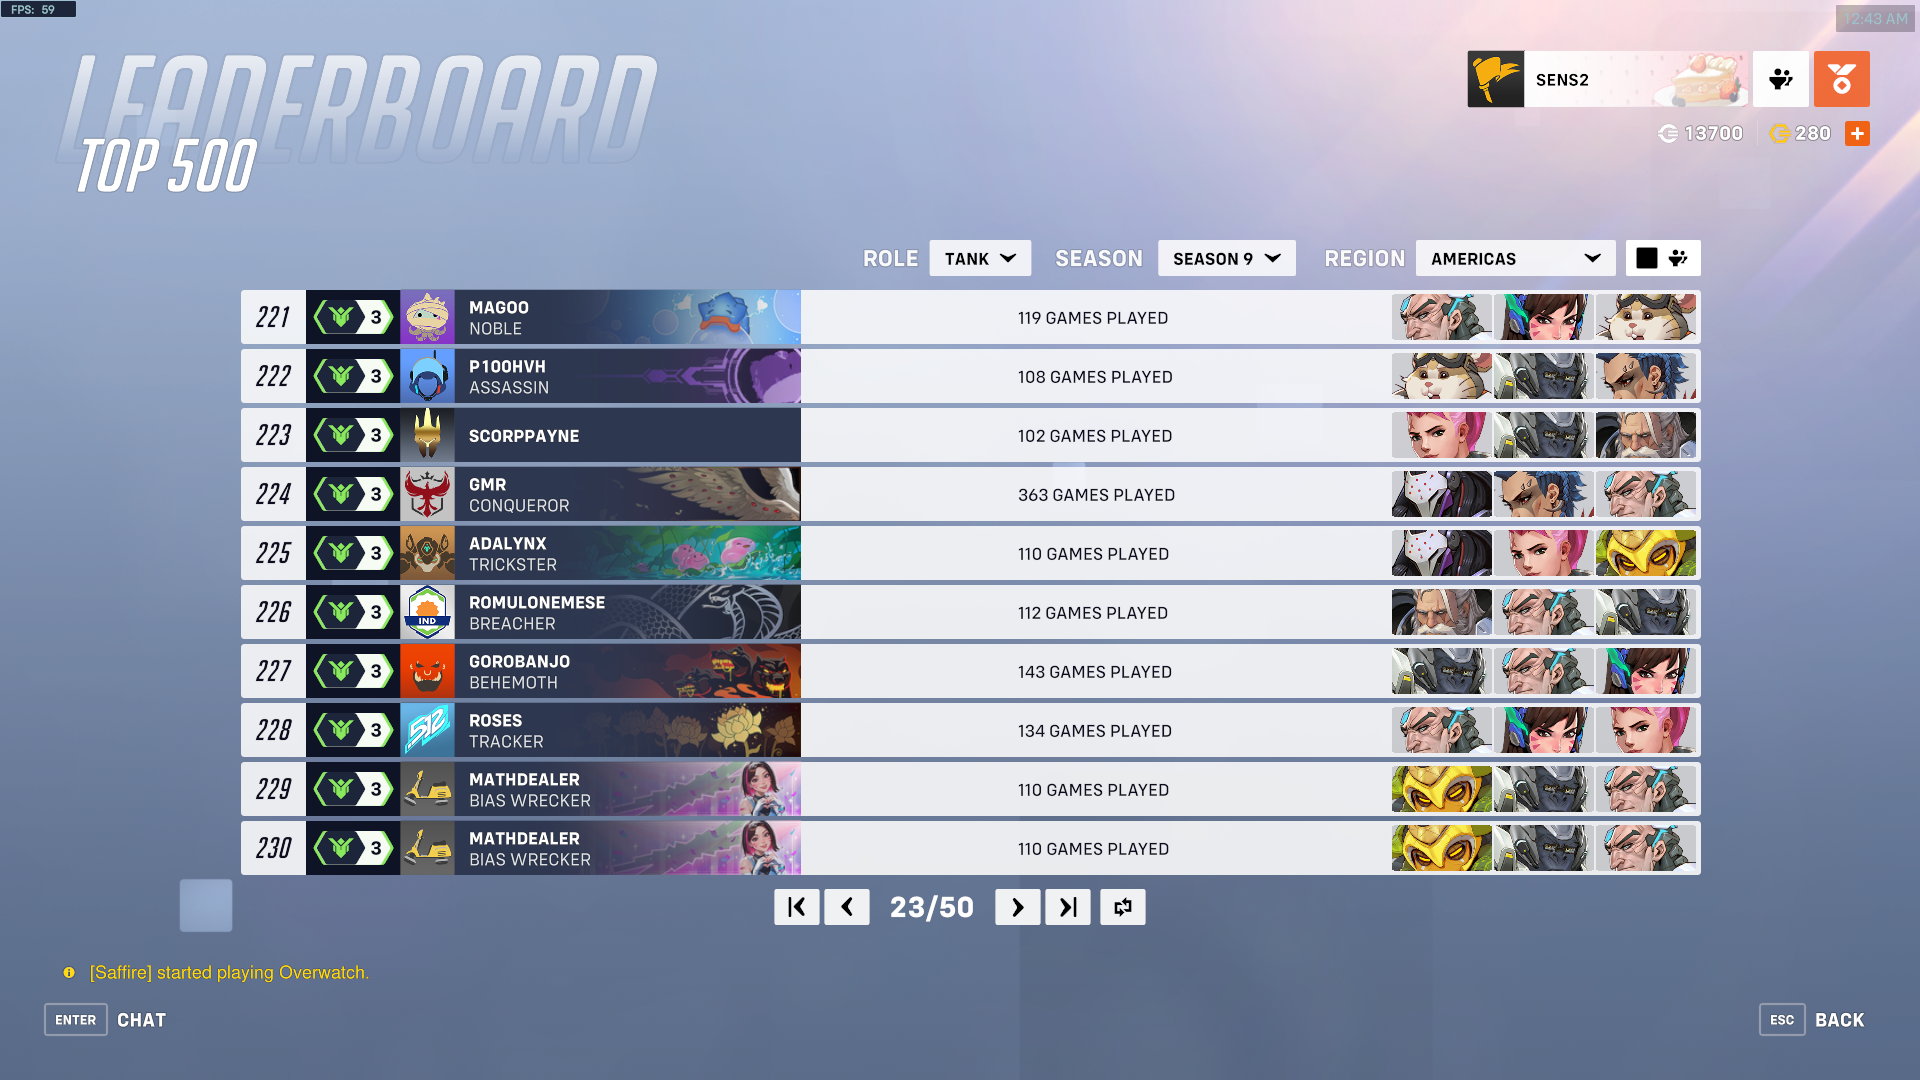 FPS: 59
12:43 AM
LEADERBOARD
TOP 500
SENS2
13700
280
ROLE TANK SEASON SEASON 9 REGION AMERICAS
221 3 MAGOO NOBLE 119 GAMES PLAYED
222 3 P100HVH ASSASSIN 108 GAMES PLAYED
223 3 SCORPPAYNE 102 GAMES PLAYED
224 3 GMR CONQUEROR 363 GAMES PLAYED
225 3 ADALYNX TRICKSTER 110 GAMES PLAYED
226 3 IND ROMULONEMESE BREACHER 112 GAMES PLAYED
227 3 GOROBANJO BEHEMOTH 143 GAMES PLAYED
228 3 512 ROSES TRACKER 134 GAMES PLAYED
229 3 MATHDEALER BIAS WRECKER 110 GAMES PLAYED
230 3 MATHDEALER BIAS WRECKER 110 GAMES PLAYED
23/50
[Saffire] started playing Overwatch.
ENTER CHAT
ESC BACK